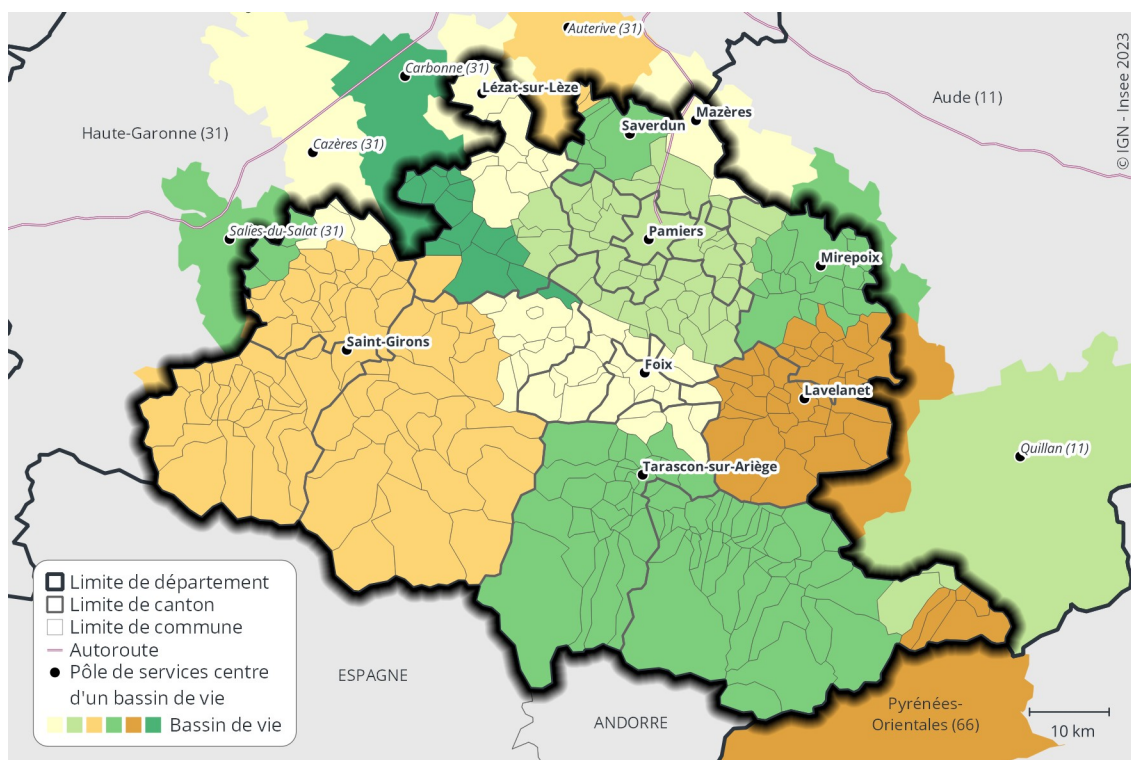 Auterive (31)
Carbonne (31)
Lézat-sur-Lèze
Aude (11)
Mazères
Saverdun
Haute-Garonne (31)
Cazères (31)
© IGN - Insee 2023
Salies-du-Salat (31)
Pamiers
Mirepoix
Saint-Girons
Foix
Lavelanet
Quillan (11)
Tarascon-sur-Ariège
Limite de département
Limite de canton
Limite de commune
Autoroute
Pôle de services centre
d'un bassin de vie
Bassin de vie
ESPAGNE
ANDORRE
Pyrénées-
Orientales (66)
10 km